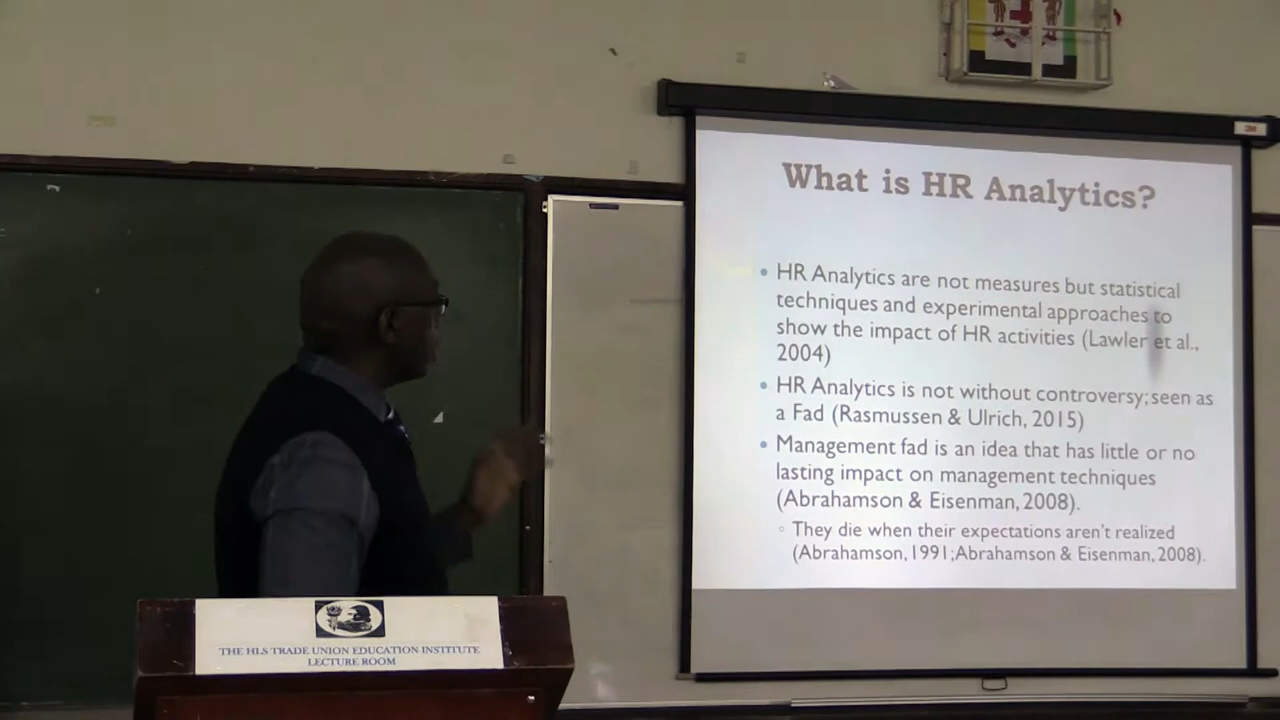 3M
What is HR Analytics?
• HR Analytics are not measures but statistical
techniques and experimental approaches to
show the impact of HR activities (Lawler et al.,
2004)
• HR Analytics is not without controversy; seen as
a Fad (Rasmussen & Ulrich, 2015)
• Management fad is an idea that has little or no
lasting impact on management techniques
(Abrahamson & Eisenman, 2008).
◦ They die when their expectations aren't realized
(Abrahamson, 1991; Abrahamson & Eisenman, 2008).
THE HLS TRADE UNION EDUCATION INSTITUTE
LECTURE ROOM